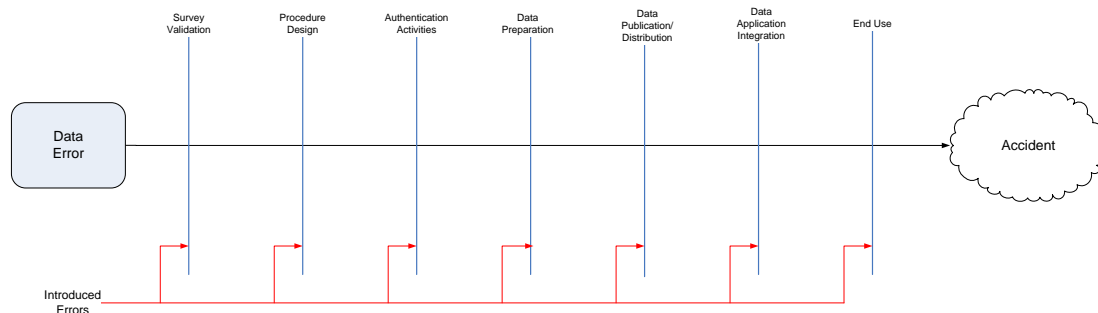 Survey
Validation
Procedure
Design
Authentication
Activities
Data
Preparation
Data
Publication/
Distribution
Data
Application
Integration
End Use
Data
Error
Accident
Introduced
Errors